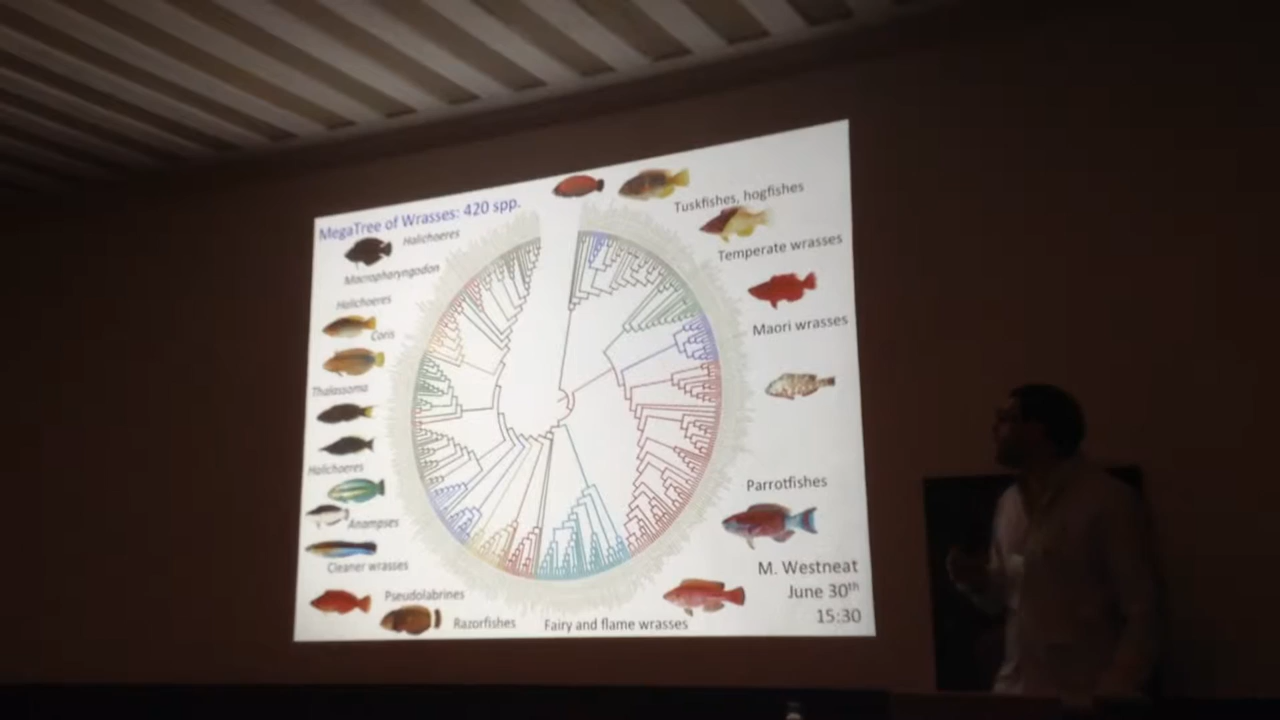 MegaTree of Wrasses: 420 spp.
Halichoeres
Macropharyngodon
Halichoeres
Coris
Thalassoma
Halichoeres
Anampses
Cleaner wrasses
Pseudolabrines
Razorfishes
Fairy and flame wrasses
Tuskfishes, hogfishes
Temperate wrasses
Maori wrasses
Parrotfishes
M. Westneat
June 30th
15:30